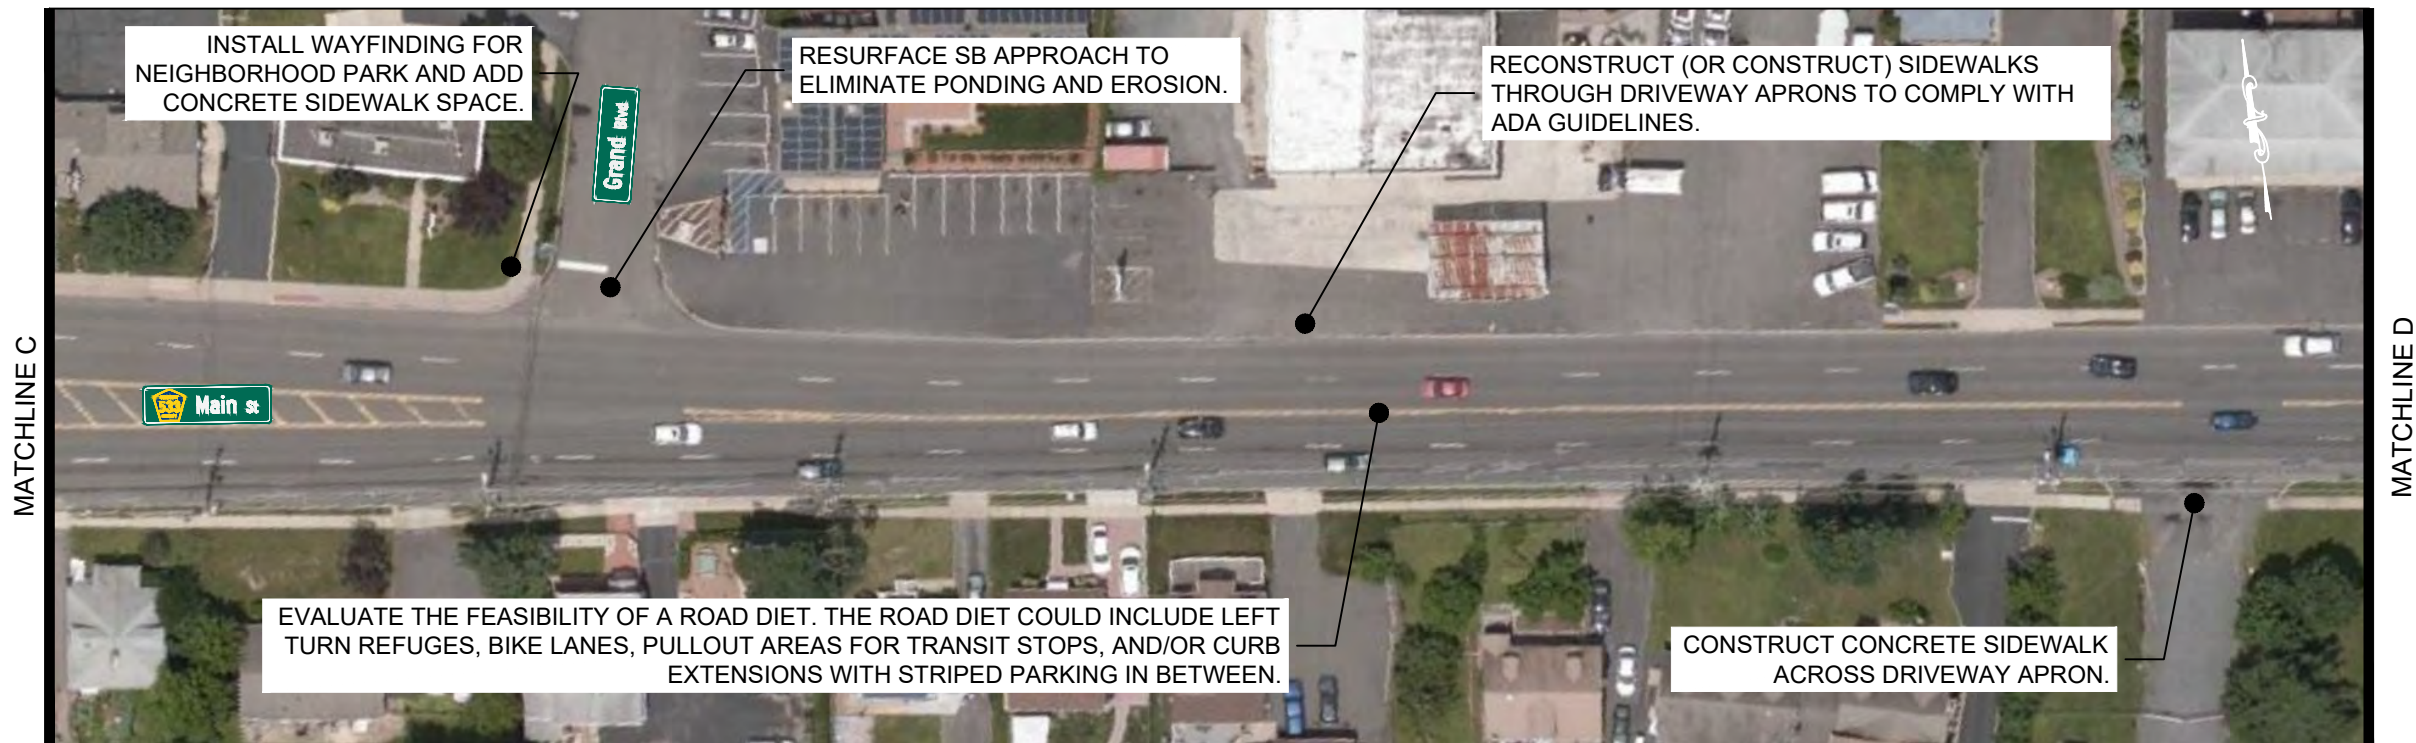 INSTALL WAYFINDING FOR
NEIGHBORHOOD PARK AND ADD
CONCRETE SIDEWALK SPACE.
RESURFACE SB APPROACH TO
ELIMINATE PONDING AND EROSION.
RECONSTRUCT (OR CONSTRUCT) SIDEWALKS
THROUGH DRIVEWAY APRONS TO COMPLY WITH
ADA GUIDELINES.
Grand Blvd
MATCHLINE C
Main St
MATCHLINE D
EVALUATE THE FEASIBILITY OF A ROAD DIET. THE ROAD DIET COULD INCLUDE LEFT
TURN REFUGES, BIKE LANES, PULLOUT AREAS FOR TRANSIT STOPS, AND/OR CURB
EXTENSIONS WITH STRIPED PARKING IN BETWEEN.
CONSTRUCT CONCRETE SIDEWALK
ACROSS DRIVEWAY APRON.